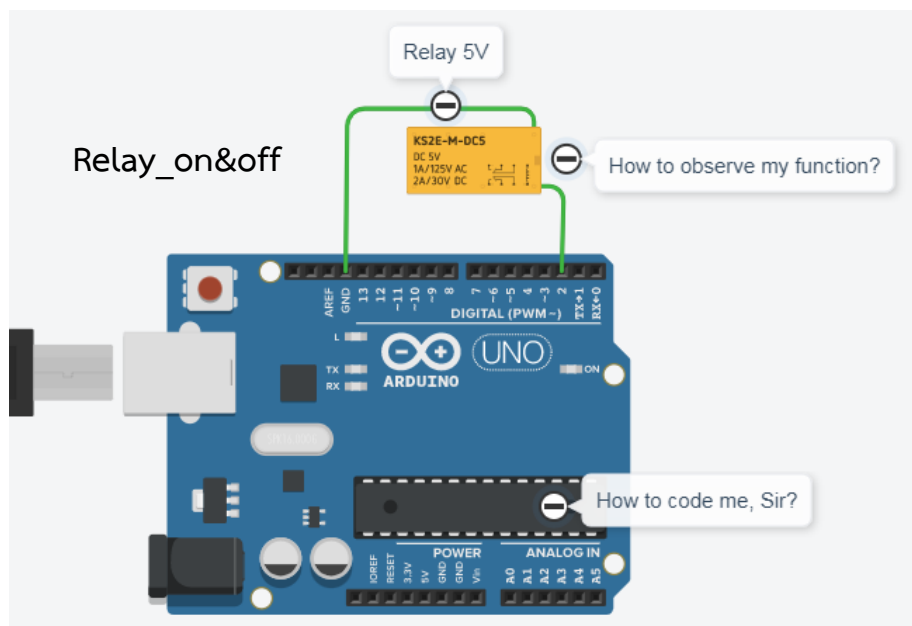 Relay 5V
KS2E-M-DC5
DC 5V
1A/125V AC
2A/30V DC
Relay_on&off
How to observe my function?
AREF
GND
13
12
~11
~10
~9
8
7
~6
~5
4
~3
2
TX→1
RX←0
DIGITAL (PWM~)
L
TX
RX
ARDUINO
UNO
ON
How to code me, Sir?
POWER
ANALOG IN
IOREF
RESET
3.3V
5V
GND
GND
Vin
A0
A1
A2
A3
A4
A5